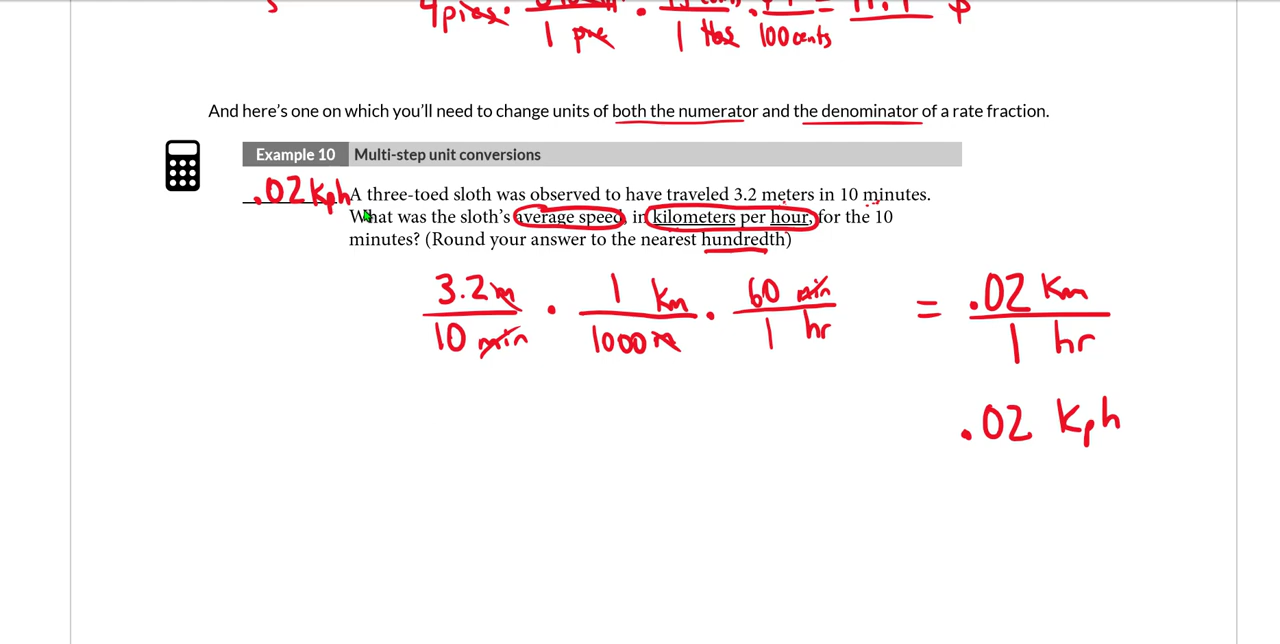 4 pies ·
1 pie · 1 lbs 100 cents
And here's one on which you'll need to change units of both the numerator and the denominator of a rate fraction.
Example 10 Multi-step unit conversions
.02 Kph A three-toed sloth was observed to have traveled 3.2 meters in 10 minutes.
What was the sloth's average speed, in kilometers per hour, for the 10
minutes? (Round your answer to the nearest hundredth)
3.2 m / 10 min · 1 Km / 1000 m · 60 min / 1 hr = .02 Km / 1 hr
.02 Kph